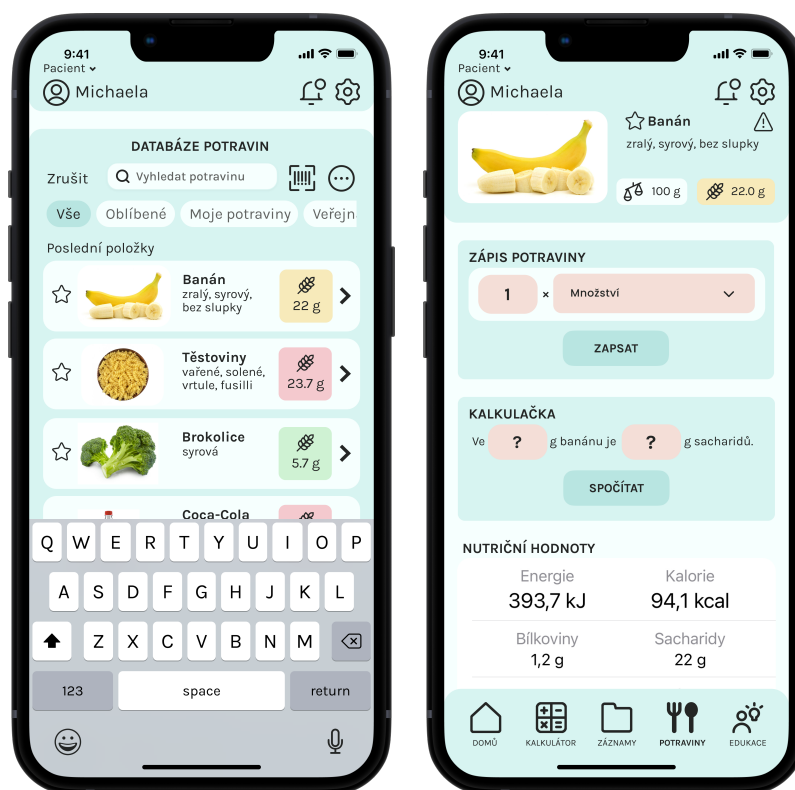 9:41
Pacient
Michaela
DATABÁZE POTRAVIN
Zrušit
Vyhledat potravinu
Vše
Oblíbené
Moje potraviny
Veřejn
Poslední položky
Banán
zralý, syrový,
bez slupky
22 g
Těstoviny
vařené, solené,
vrtule, fusilli
23.7 g
Brokolice
syrová
5.7 g
Coca-Cola
Q W E R T Y U I O P
A S D F G H J K L
Z X C V B N M
123
space
return
9:41
Pacient
Michaela
Banán
zralý, syrový, bez slupky
100 g
22.0 g
ZÁPIS POTRAVINY
1 × Množství
ZAPSAT
KALKULAČKA
Ve ? g banánu je ? g sacharidů.
SPOČÍTAT
NUTRIČNÍ HODNOTY
Energie
393,7 kJ
Kalorie
94,1 kcal
Bílkoviny
1,2 g
Sacharidy
22 g
DOMŮ
KALKULÁTOR
ZÁZNAMY
POTRAVINY
EDUKACE